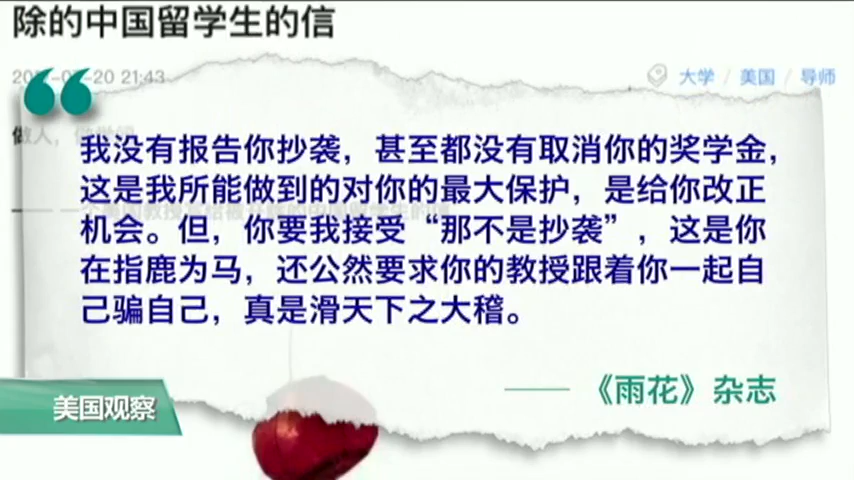 除的中国留学生的信
20 21:43
大学 / 美国 / 导师
我没有报告你抄袭，甚至都没有取消你的奖学金，
这是我所能做到的对你的最大保护，是给你改正
机会。但，你要我接受“那不是抄袭”，这是你
在指鹿为马，还公然要求你的教授跟着你一起自
己骗自己，真是滑天下之大稽。
——《雨花》杂志
美国观察